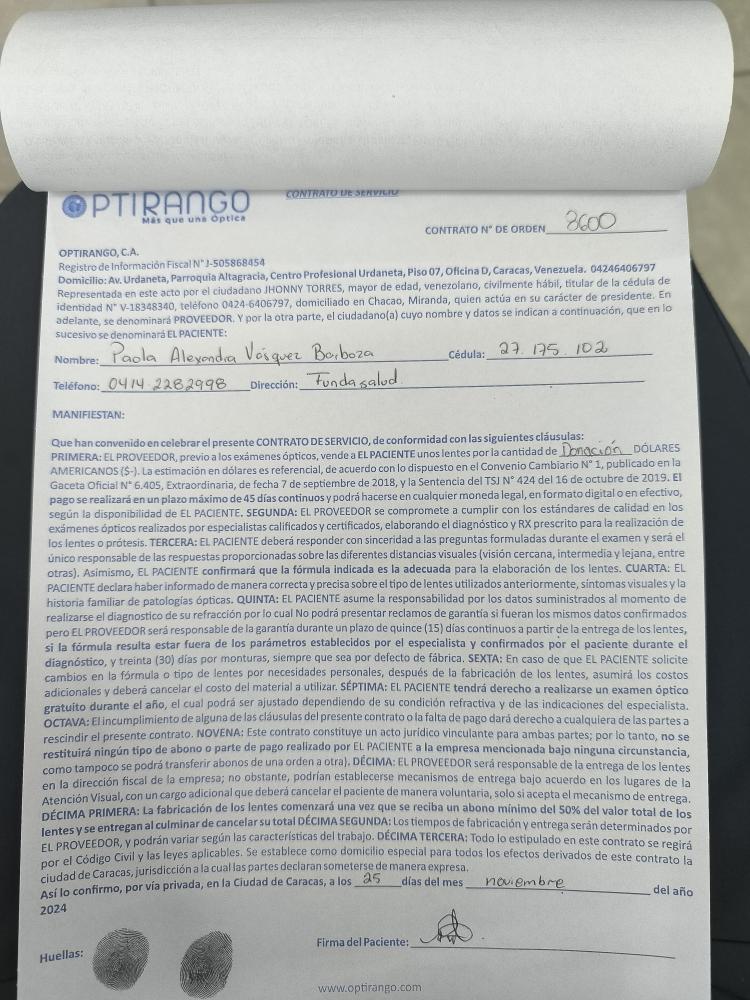 CONTRATO DE SERVICIO
OPTIRANGO
Más que una Óptica
CONTRATO N° DE ORDEN 3600
OPTIRANGO, C.A.
Registro de Información Fiscal N° J-505868454
Domicilio: Av. Urdaneta, Parroquia Altagracia, Centro Profesional Urdaneta, Piso 07, Oficina D, Caracas, Venezuela. 04246406797
Representada en este acto por el ciudadano JHONNY TORRES, mayor de edad, venezolano, civilmente hábil, titular de la cédula de
identidad N° V-18348340, teléfono 0424-6406797, domiciliado en Chacao, Miranda, quien actúa en su carácter de presidente. En
adelante, se denominará PROVEEDOR. Y por la otra parte, el ciudadano(a) cuyo nombre y datos se indican a continuación, que en lo
sucesivo se denominará EL PACIENTE:
Nombre: Paola Alexandra Vásquez Barboza Cédula: 27.175.102
Teléfono: 0414 2282998 Dirección: Fundasalud
MANIFIESTAN:
Que han convenido en celebrar el presente CONTRATO DE SERVICIO, de conformidad con las siguientes cláusulas:
PRIMERA: EL PROVEEDOR, previo a los exámenes ópticos, vende a EL PACIENTE unos lentes por la cantidad de Donación DÓLARES
AMERICANOS ($-). La estimación en dólares es referencial, de acuerdo con lo dispuesto en el Convenio Cambiario N° 1, publicado en la
Gaceta Oficial N° 6.405, Extraordinaria, de fecha 7 de septiembre de 2018, y la Sentencia del TSJ N° 424 del 16 de octubre de 2019. El
pago se realizará en un plazo máximo de 45 días continuos y podrá hacerse en cualquier moneda legal, en formato digital o en efectivo,
según la disponibilidad de EL PACIENTE. SEGUNDA: EL PROVEEDOR se compromete a cumplir con los estándares de calidad en los
exámenes ópticos realizados por especialistas calificados y certificados, elaborando el diagnóstico y RX prescrito para la realización de
los lentes o prótesis. TERCERA: EL PACIENTE deberá responder con sinceridad a las preguntas formuladas durante el examen y será el
único responsable de las respuestas proporcionadas sobre las diferentes distancias visuales (visión cercana, intermedia y lejana, entre
otras). Asimismo, EL PACIENTE confirmará que la fórmula indicada es la adecuada para la elaboración de los lentes. CUARTA: EL
PACIENTE declara haber informado de manera correcta y precisa sobre el tipo de lentes utilizados anteriormente, síntomas visuales y la
historia familiar de patologías ópticas. QUINTA: EL PACIENTE asume la responsabilidad por los datos suministrados al momento de
realizarse el diagnostico de su refracción por lo cual No podrá presentar reclamos de garantía si fueran los mismos datos confirmados
pero EL PROVEEDOR será responsable de la garantía durante un plazo de quince (15) días continuos a partir de la entrega de los lentes,
si la fórmula resulta estar fuera de los parámetros establecidos por el especialista y confirmados por el paciente durante el
diagnóstico, y treinta (30) días por monturas, siempre que sea por defecto de fábrica. SEXTA: En caso de que EL PACIENTE solicite
cambios en la fórmula o tipo de lentes por necesidades personales, después de la fabricación de los lentes, asumirá los costos
adicionales y deberá cancelar el costo del material a utilizar. SÉPTIMA: EL PACIENTE tendrá derecho a realizarse un examen óptico
gratuito durante el año, el cual podrá ser ajustado dependiendo de su condición refractiva y de las indicaciones del especialista.
OCTAVA: El incumplimiento de alguna de las cláusulas del presente contrato o la falta de pago dará derecho a cualquiera de las partes a
rescindir el presente contrato. NOVENA: Este contrato constituye un acto jurídico vinculante para ambas partes; por lo tanto, no se
restituirá ningún tipo de abono o parte de pago realizado por EL PACIENTE a la empresa mencionada bajo ninguna circunstancia,
como tampoco se podrá transferir abonos de una orden a otra). DÉCIMA: EL PROVEEDOR será responsable de la entrega de los lentes
en la dirección fiscal de la empresa; no obstante, podrían establecerse mecanismos de entrega bajo acuerdo en los lugares de la
Atención Visual, con un cargo adicional que deberá cancelar el paciente de manera voluntaria, solo si acepta el mecanismo de entrega.
DÉCIMA PRIMERA: La fabricación de los lentes comenzará una vez que se reciba un abono mínimo del 50% del valor total de los
lentes y se entregan al culminar de cancelar su total DÉCIMA SEGUNDA: Los tiempos de fabricación y entrega serán determinados por
EL PROVEEDOR, y podrán variar según las características del trabajo. DÉCIMA TERCERA: Todo lo estipulado en este contrato se regirá
por el Código Civil y las leyes aplicables. Se establece como domicilio especial para todos los efectos derivados de este contrato la
ciudad de Caracas, jurisdicción a la cual las partes declaran someterse de manera expresa.
Así lo confirmo, por vía privada, en la Ciudad de Caracas, a los 25 días del mes noviembre del año
2024
Huellas:
Firma del Paciente:
www.optirango.com